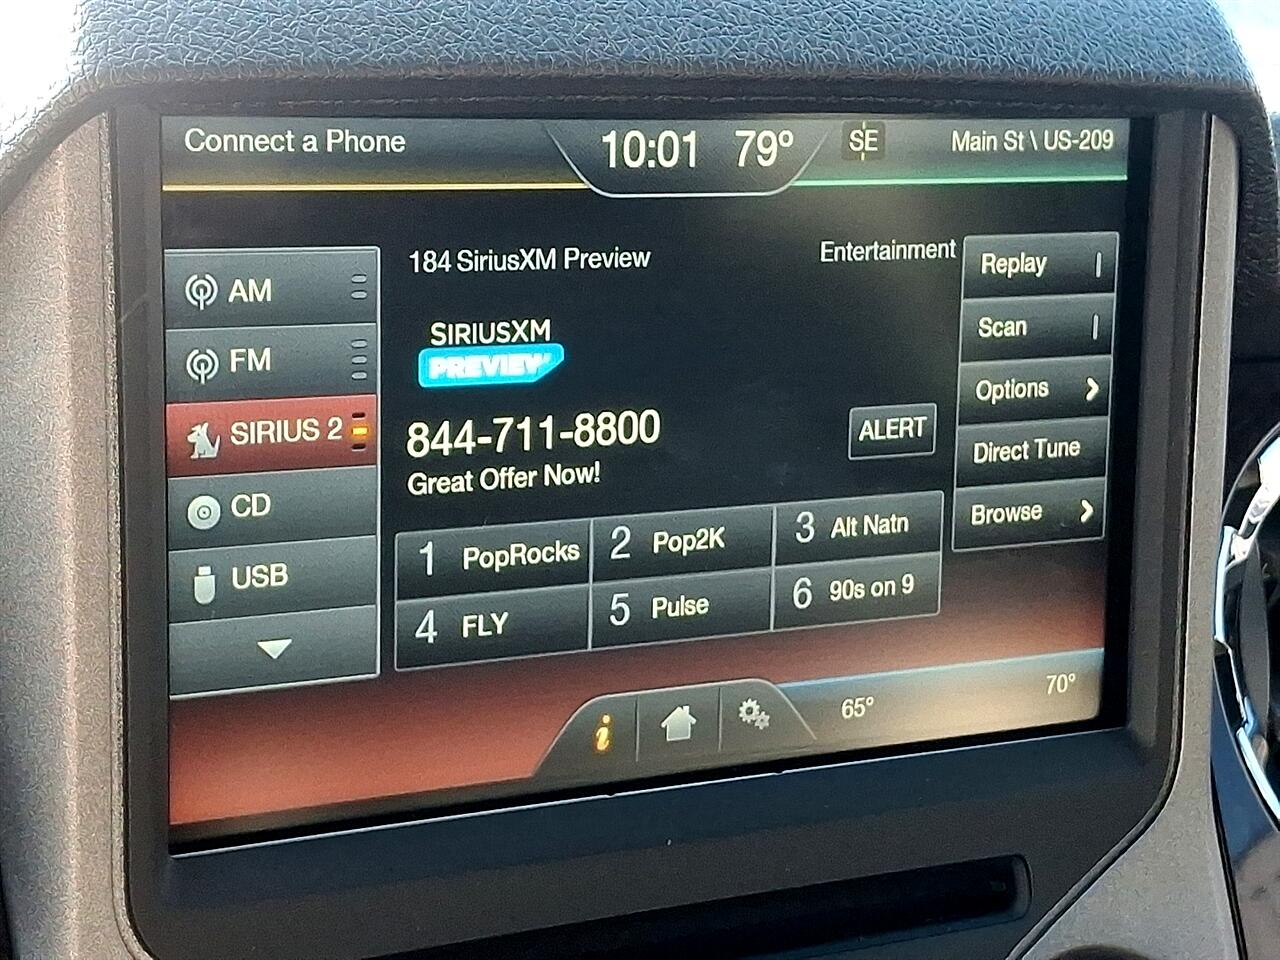 Connect a Phone
10:01 79°
SE
Main St \ US-209
AM
FM
SIRIUS 2
CD
USB
184 SiriusXM Preview
Entertainment
SIRIUSXM
PREVIEW
844-711-8800
Great Offer Now!
ALERT
1 PopRocks
2 Pop2K
3 Alt Natn
4 FLY
5 Pulse
6 90s on 9
Replay
Scan
Options
Direct Tune
Browse
i
65°
70°